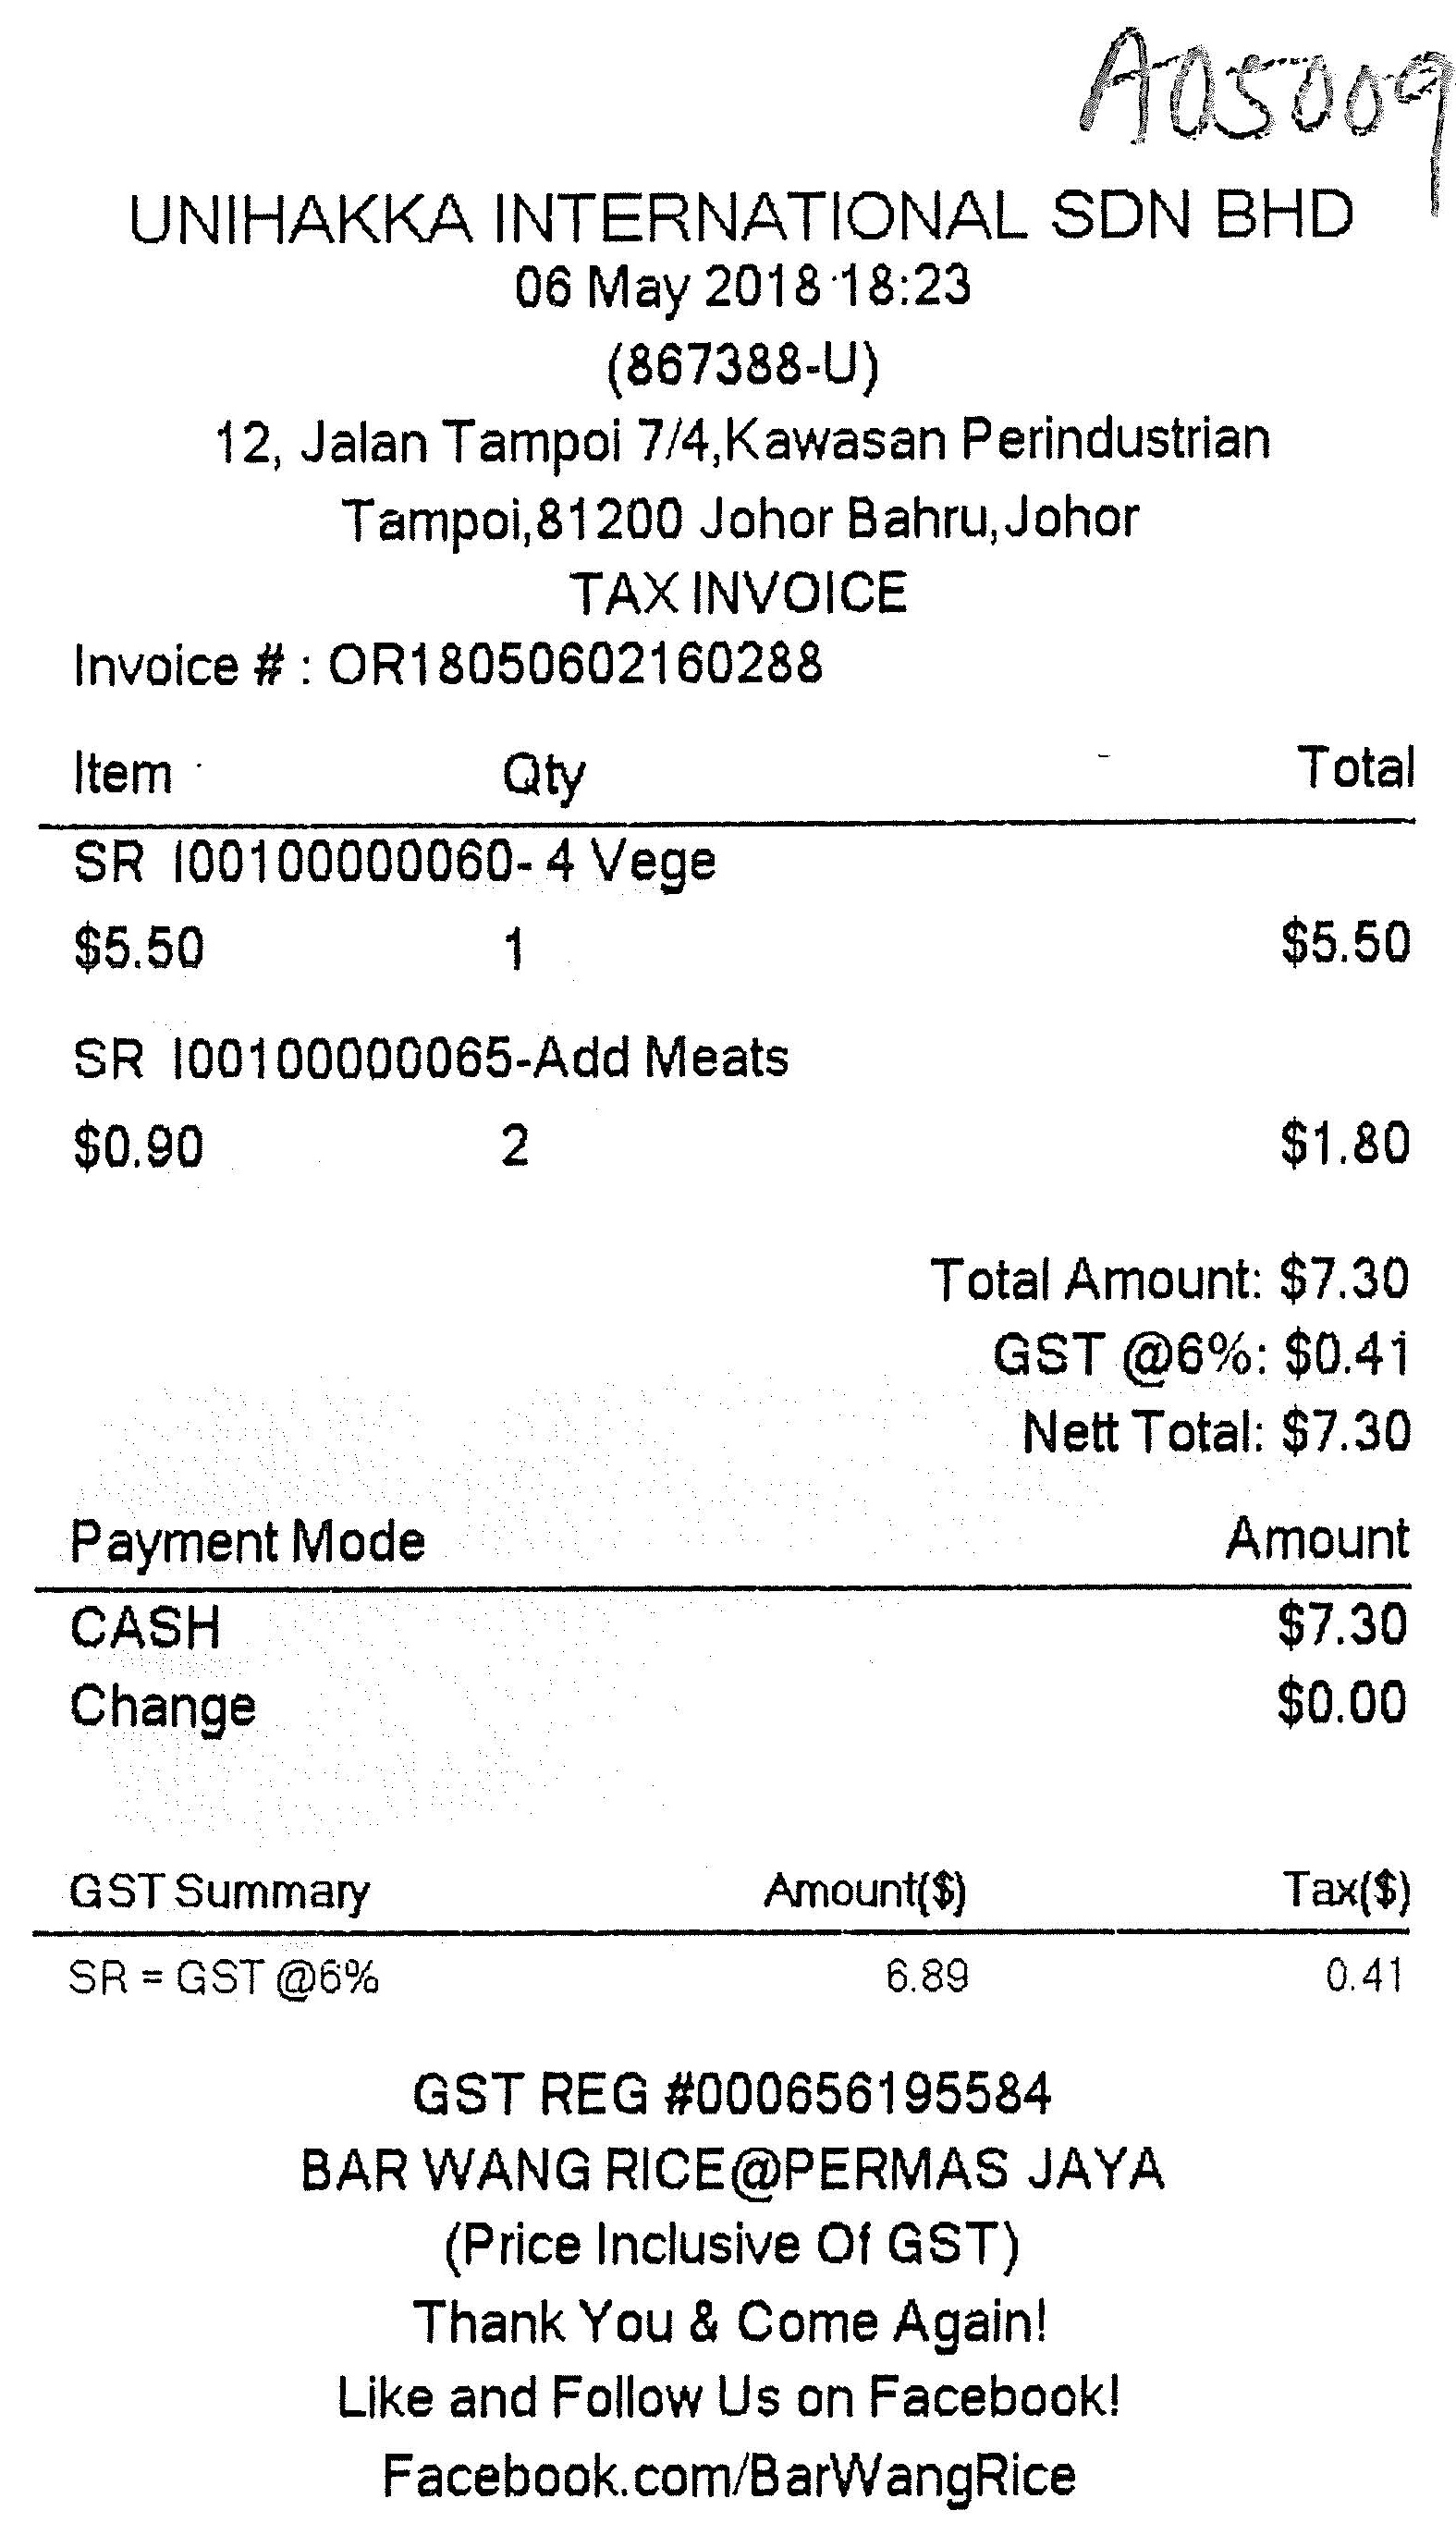 A05009
UNIHAKKA INTERNATIONAL SDN BHD
06 May 2018 18:23
(867388-U)
12, Jalan Tampoi 7/4,Kawasan Perindustrian
Tampoi,81200 Johor Bahru,Johor
TAX INVOICE
Invoice # : OR18050602160288
Item Qty Total
SR I00100000060- 4 Vege
$5.50 1 $5.50
SR I00100000065-Add Meats
$0.90 2 $1.80
Total Amount: $7.30
GST @6%: $0.41
Nett Total: $7.30
Payment Mode Amount
CASH $7.30
Change $0.00
GST Summary Amount($) Tax($)
SR = GST @6% 6.89 0.41
GST REG #000656195584
BAR WANG RICE@PERMAS JAYA
(Price Inclusive Of GST)
Thank You & Come Again!
Like and Follow Us on Facebook!
Facebook.com/BarWangRice